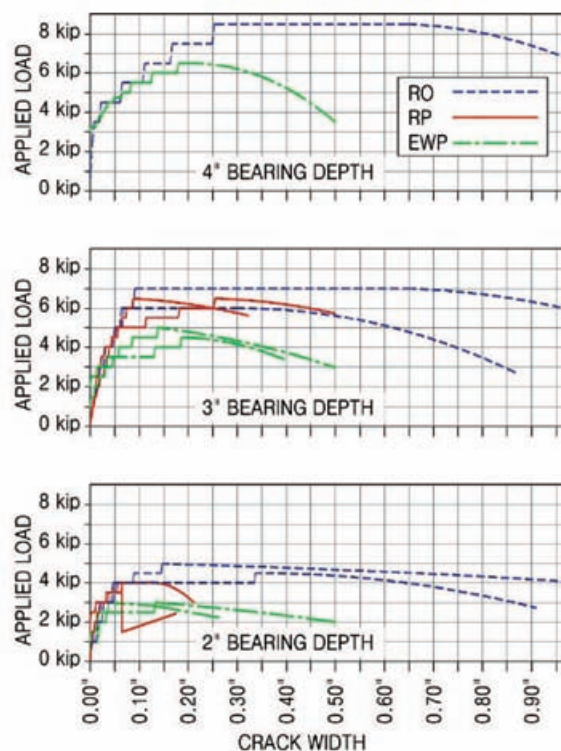 8 kip
6 kip
4 kip
2 kip
0 kip
APPLIED LOAD
RO
RP
EWP
4" BEARING DEPTH
8 kip
6 kip
4 kip
2 kip
0 kip
APPLIED LOAD
3" BEARING DEPTH
8 kip
6 kip
4 kip
2 kip
0 kip
APPLIED LOAD
2" BEARING DEPTH
0.00"
0.10"
0.20"
0.30"
0.40"
0.50"
0.60"
0.70"
0.80"
0.90"
CRACK WIDTH